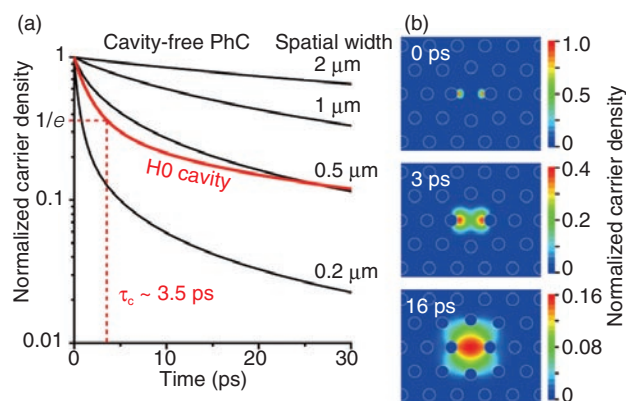 (a)
Cavity-free PhC
Spatial width
2 μm
1 μm
0.5 μm
0.2 μm
H0 cavity
τc ~ 3.5 ps
1
1/e
0.1
0.01
Normalized carrier density
0
10
20
30
Time (ps)
(b)
0 ps
1.0
0.5
0
3 ps
0.4
0.2
0
16 ps
0.16
0.08
0
Normalized carrier density